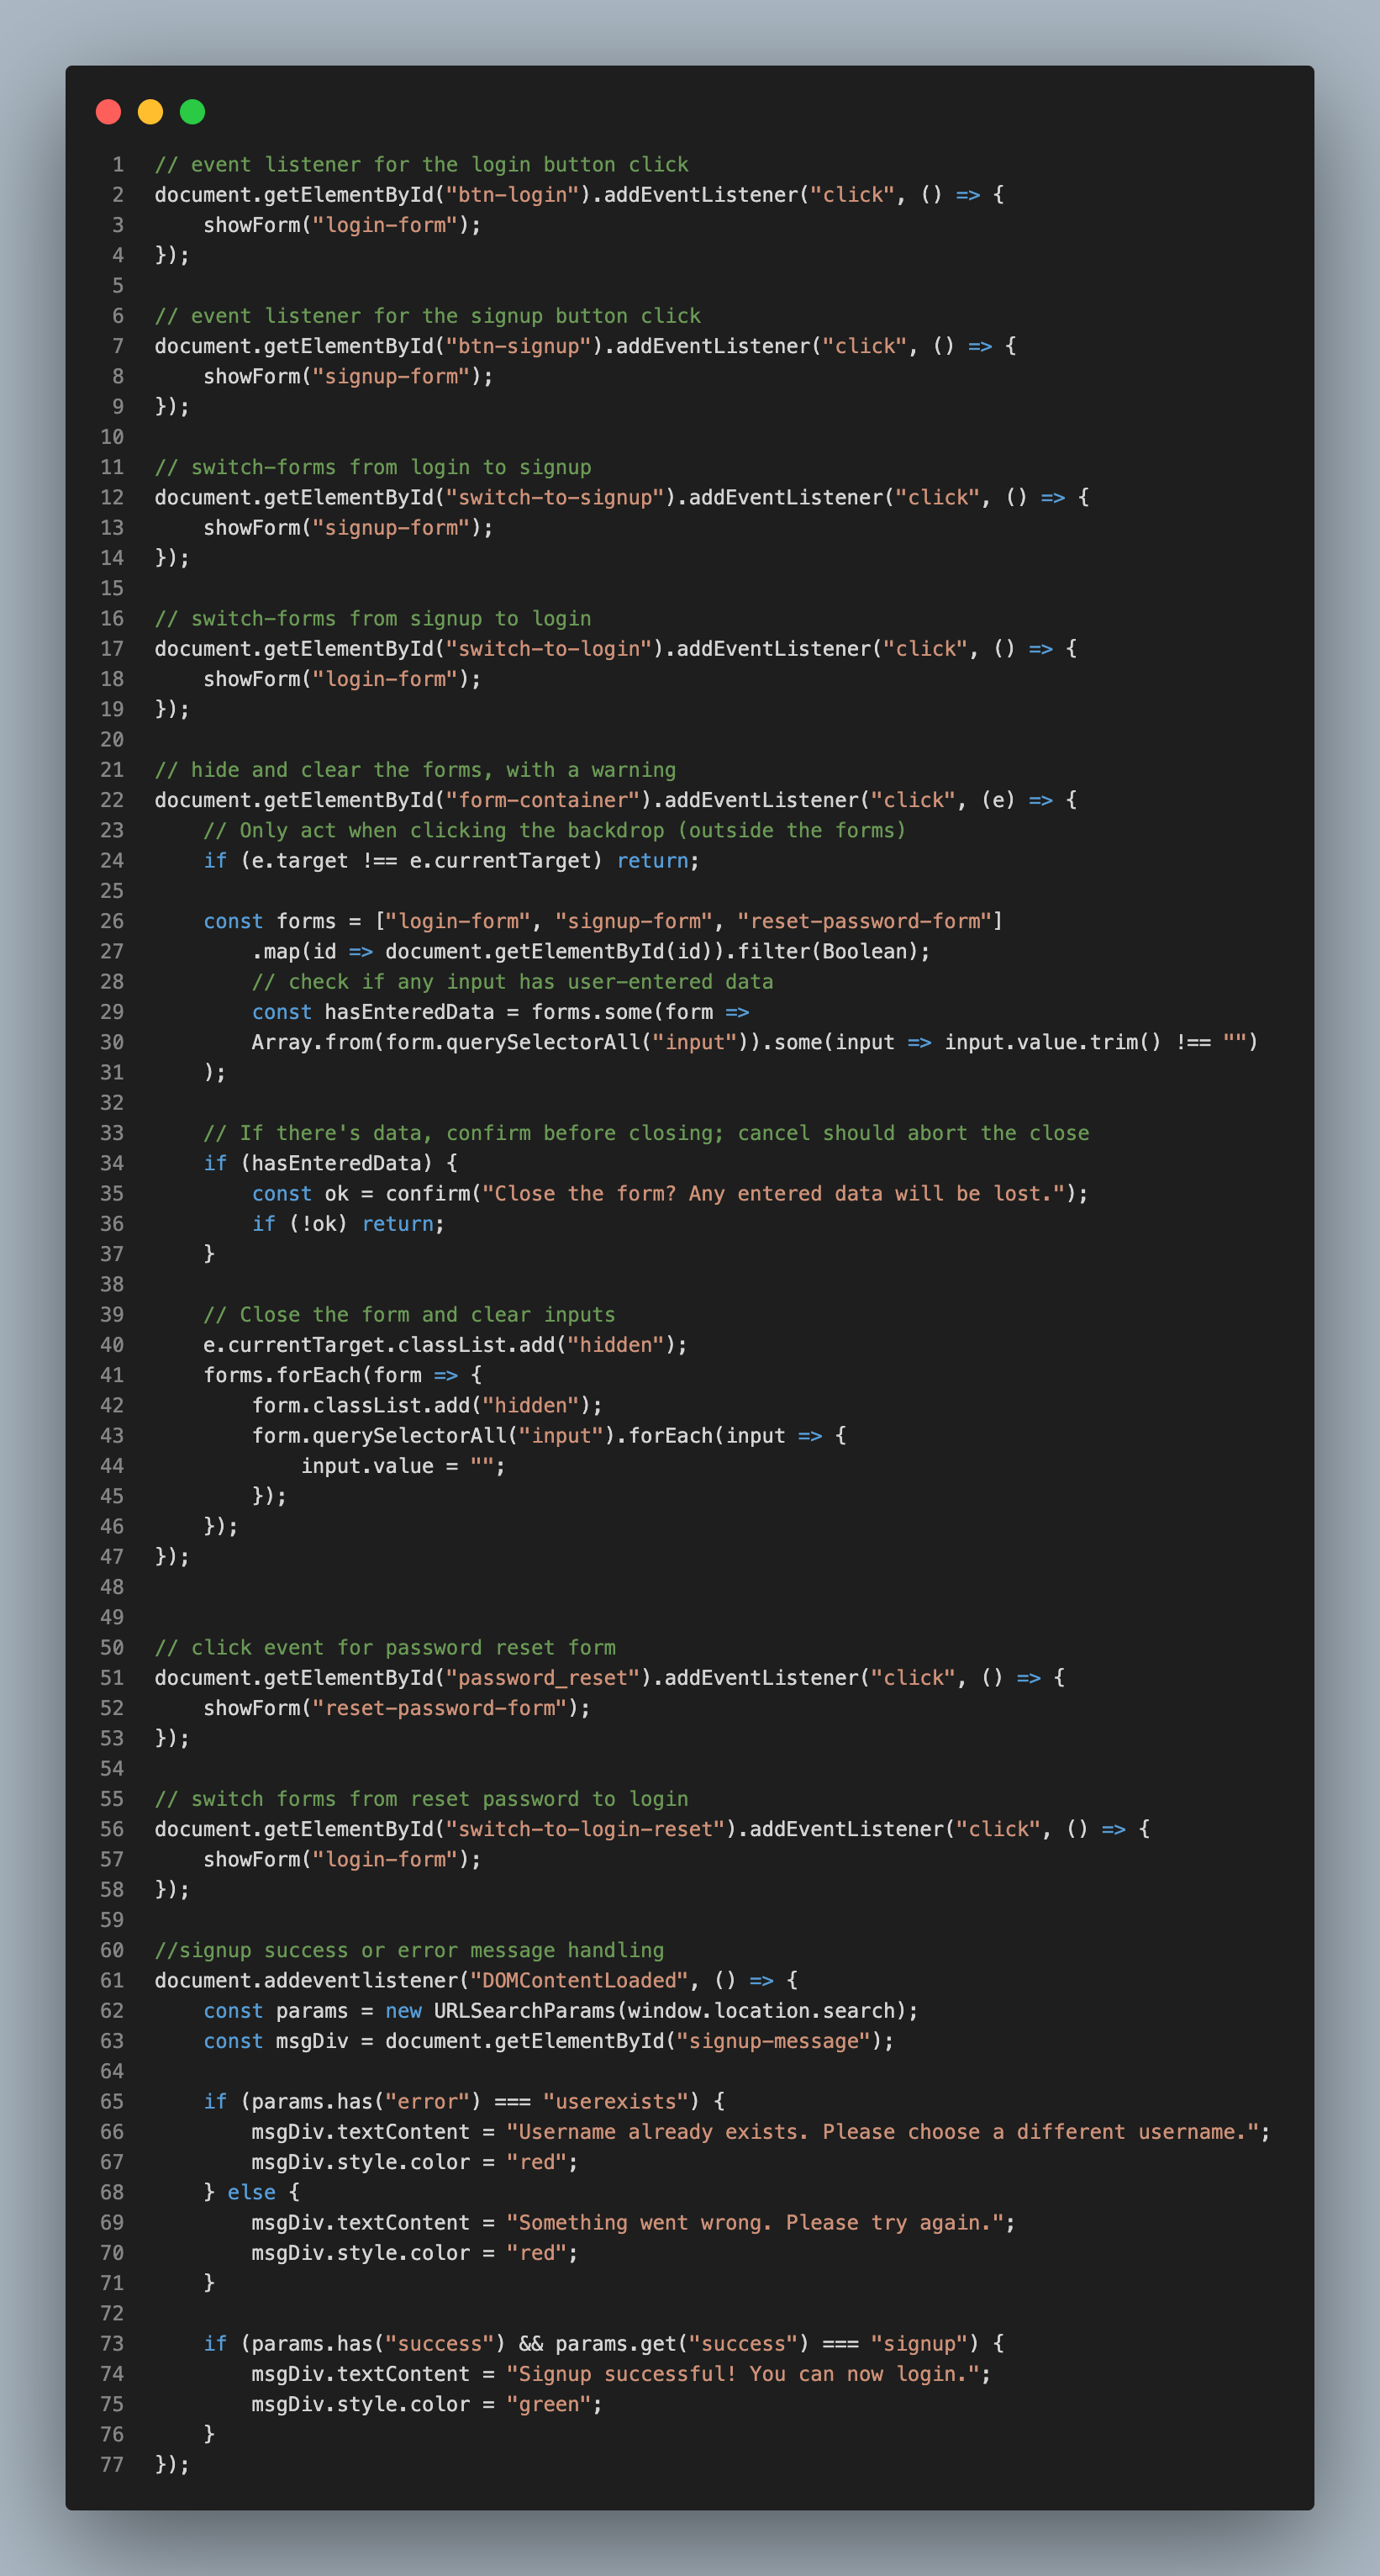 1 // event listener for the login button click
2 document.getElementById("btn-login").addEventListener("click", () => {
3     showForm("login-form");
4 });
5
6 // event listener for the signup button click
7 document.getElementById("btn-signup").addEventListener("click", () => {
8     showForm("signup-form");
9 });
10
11 // switch-forms from login to signup
12 document.getElementById("switch-to-signup").addEventListener("click", () => {
13     showForm("signup-form");
14 });
15
16 // switch-forms from signup to login
17 document.getElementById("switch-to-login").addEventListener("click", () => {
18     showForm("login-form");
19 });
20
21 // hide and clear the forms, with a warning
22 document.getElementById("form-container").addEventListener("click", (e) => {
23     // Only act when clicking the backdrop (outside the forms)
24     if (e.target !== e.currentTarget) return;
25
26     const forms = ["login-form", "signup-form", "reset-password-form"]
27         .map(id => document.getElementById(id)).filter(Boolean);
28         // check if any input has user-entered data
29         const hasEnteredData = forms.some(form =>
30         Array.from(form.querySelectorAll("input")).some(input => input.value.trim() !== "")
31     );
32
33     // If there's data, confirm before closing; cancel should abort the close
34     if (hasEnteredData) {
35         const ok = confirm("Close the form? Any entered data will be lost.");
36         if (!ok) return;
37     }
38
39     // Close the form and clear inputs
40     e.currentTarget.classList.add("hidden");
41     forms.forEach(form => {
42         form.classList.add("hidden");
43         form.querySelectorAll("input").forEach(input => {
44             input.value = "";
45         });
46     });
47 });
48
49
50 // click event for password reset form
51 document.getElementById("password_reset").addEventListener("click", () => {
52     showForm("reset-password-form");
53 });
54
55 // switch forms from reset password to login
56 document.getElementById("switch-to-login-reset").addEventListener("click", () => {
57     showForm("login-form");
58 });
59
60 //signup success or error message handling
61 document.addeventlistener("DOMContentLoaded", () => {
62     const params = new URLSearchParams(window.location.search);
63     const msgDiv = document.getElementById("signup-message");
64
65     if (params.has("error") === "userexists") {
66         msgDiv.textContent = "Username already exists. Please choose a different username.";
67         msgDiv.style.color = "red";
68     } else {
69         msgDiv.textContent = "Something went wrong. Please try again.";
70         msgDiv.style.color = "red";
71     }
72
73     if (params.has("success") && params.get("success") === "signup") {
74         msgDiv.textContent = "Signup successful! You can now login.";
75         msgDiv.style.color = "green";
76     }
77 });